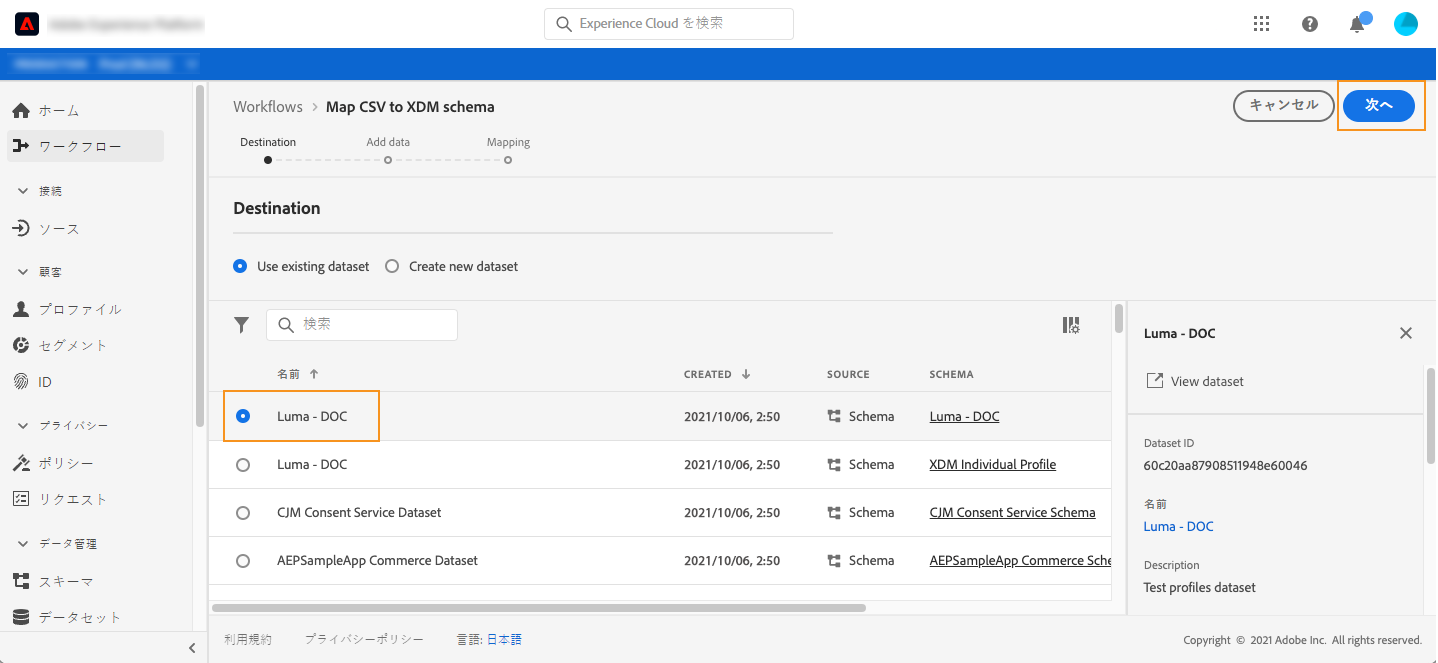 Experience Cloud を検索
Workflows > Map CSV to XDM schema
キャンセル
次へ
Destination
Add data
Mapping
ホーム
ワークフロー
接続
ソース
顧客
プロファイル
セグメント
ID
プライバシー
ポリシー
リクエスト
データ管理
スキーマ
データセット
Destination
Use existing dataset
Create new dataset
検索
名前 ↑ CREATED ↓ SOURCE SCHEMA
Luma - DOC 2021/10/06, 2:50 Schema Luma - DOC
Luma - DOC 2021/10/06, 2:50 Schema XDM Individual Profile
CJM Consent Service Dataset 2021/10/06, 2:50 Schema CJM Consent Service Schema
AEPSampleApp Commerce Dataset 2021/10/06, 2:50 Schema AEPSampleApp Commerce Sche
Luma - DOC
View dataset
Dataset ID
60c20aa87908511948e60046
名前
Luma - DOC
Description
Test profiles dataset
利用規約 プライバシーポリシー 言語: 日本語
Copyright © 2021 Adobe Inc. All rights reserved.